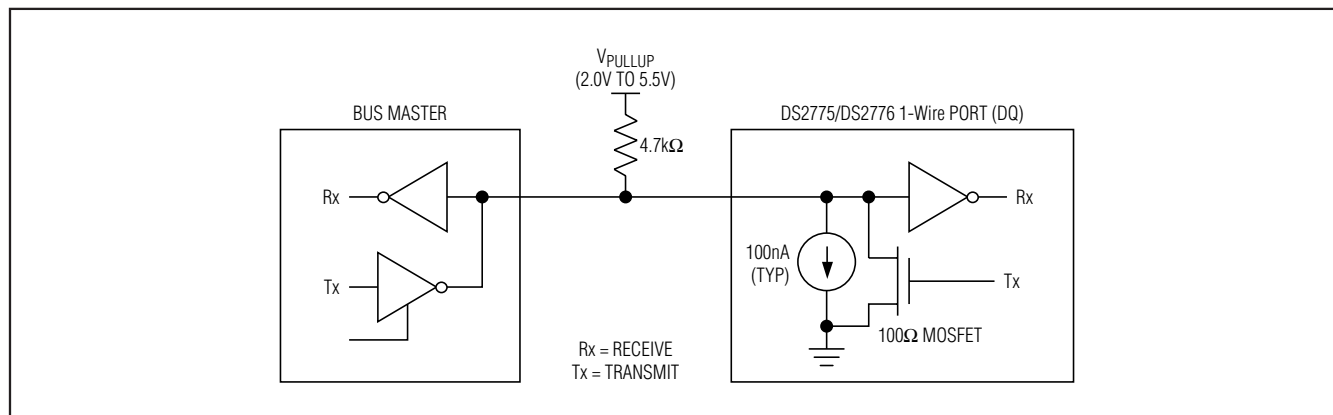 V_PULLUP
(2.0V TO 5.5V)
BUS MASTER
DS2775/DS2776 1-Wire PORT (DQ)
4.7kΩ
Rx
Rx
100nA
(TYP)
Tx
Tx
100Ω MOSFET
Rx = RECEIVE
Tx = TRANSMIT